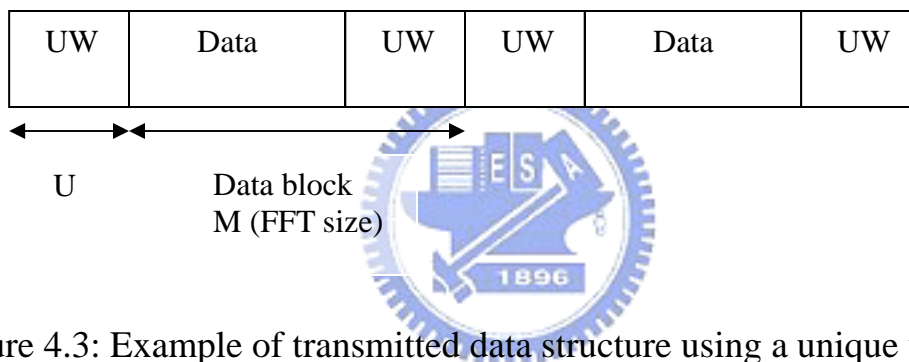 UW Data UW UW Data UW
U Data block
M (FFT size)
E S A
1896
ure 4.3: Example of transmitted data structure using a unique